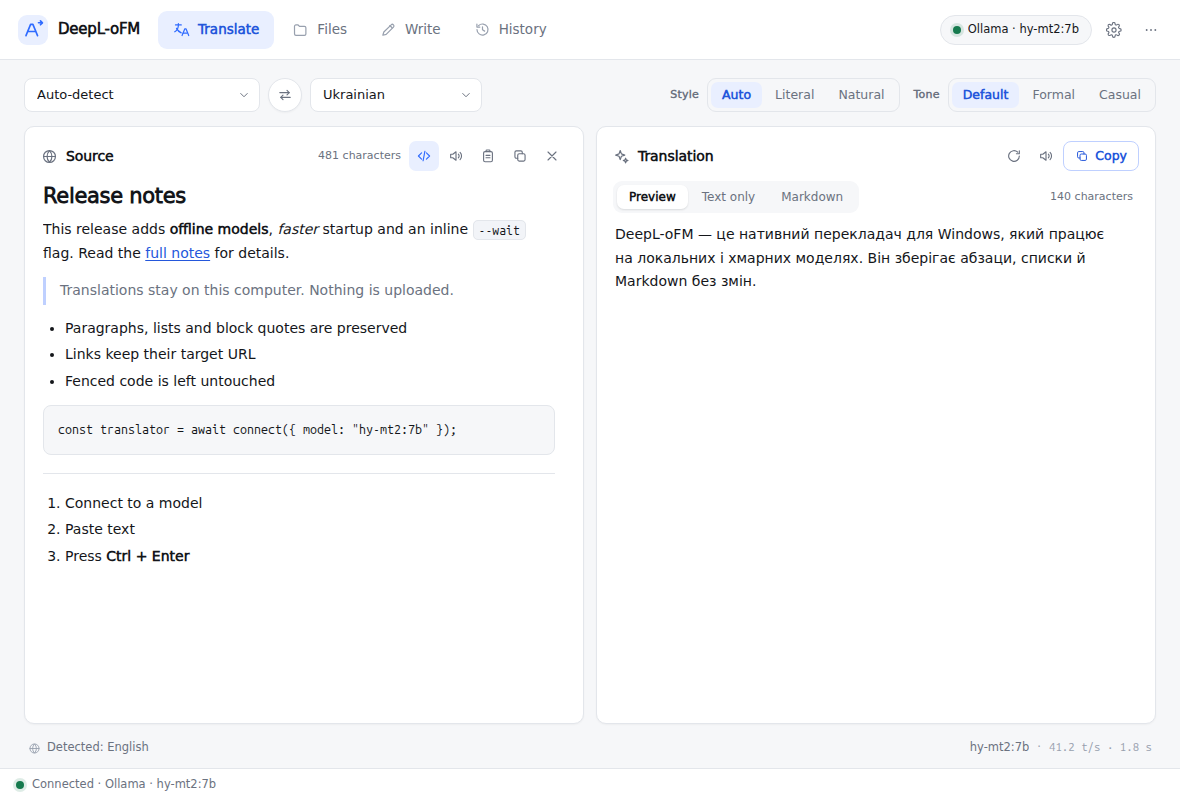 DeepL-oFM
Translate
Files
Write
History
Ollama · hy-mt2:7b
Auto-detect
Ukrainian
Style
Auto
Literal
Natural
Tone
Default
Formal
Casual
Source
481 characters
Release notes
This release adds offline models, faster startup and an inline --wait
flag. Read the full notes for details.
Translations stay on this computer. Nothing is uploaded.
• Paragraphs, lists and block quotes are preserved
• Links keep their target URL
• Fenced code is left untouched
const translator = await connect({ model: "hy-mt2:7b" });
1. Connect to a model
2. Paste text
3. Press Ctrl + Enter
Translation
Copy
Preview
Text only
Markdown
140 characters
DeepL-oFM — це нативний перекладач для Windows, який працює
на локальних і хмарних моделях. Він зберігає абзаци, списки й
Markdown без змін.
Detected: English
hy-mt2:7b · 41.2 t/s · 1.8 s
Connected · Ollama · hy-mt2:7b